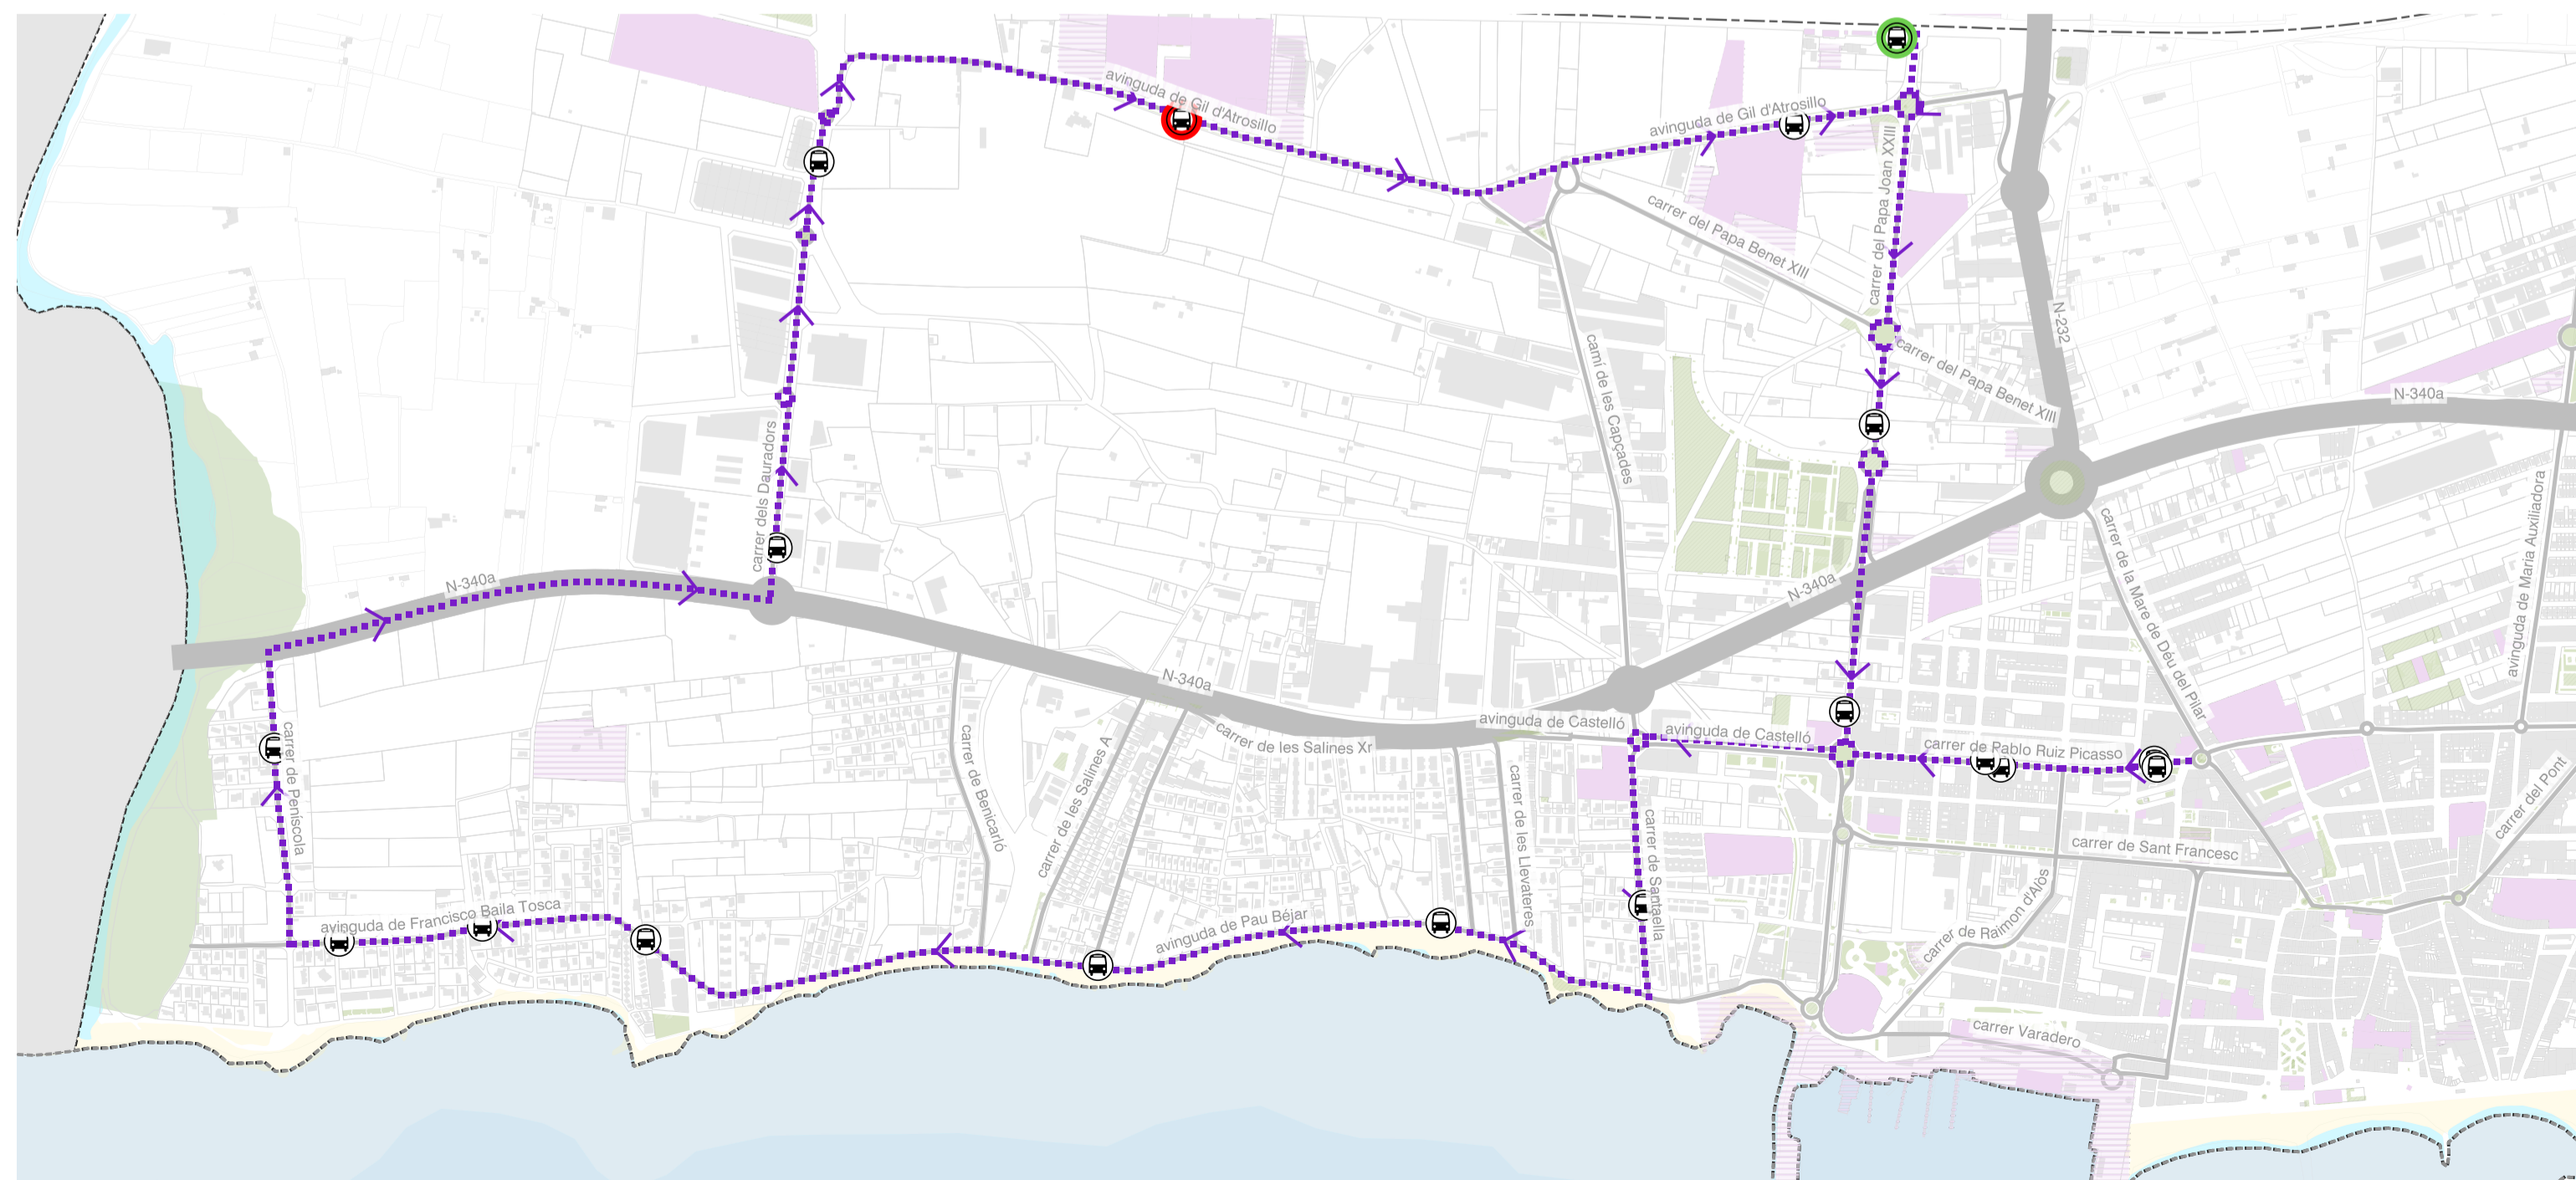 avinguda de Gil d'Atrosillo
avinguda de Gil d'Atrosillo
carrer del Papa Joan XXIII
carrer del Papa Benet XIII
carrer del Papa Benet XIII
N-232
N-340a
camí de les Capçades
carrer dels Dauradors
carrer de la Mare de Déu del Pilar
avinguda de Maria Auxiliadora
N-340a
N-340a
N-340a
avinguda de Castelló
avinguda de Castelló
carrer de les Salines Xr
carrer de Pablo Ruiz Picasso
carrer de Peníscola
carrer de Benicarló
carrer de les Salines A
carrer de les Llevateres
carrer de Santaella
carrer de Sant Francesc
carrer del Pont
carrer de Raimon d'Alòs
avinguda de Francisco Baila Tosca
avinguda de Pau Béjar
carrer Varadero